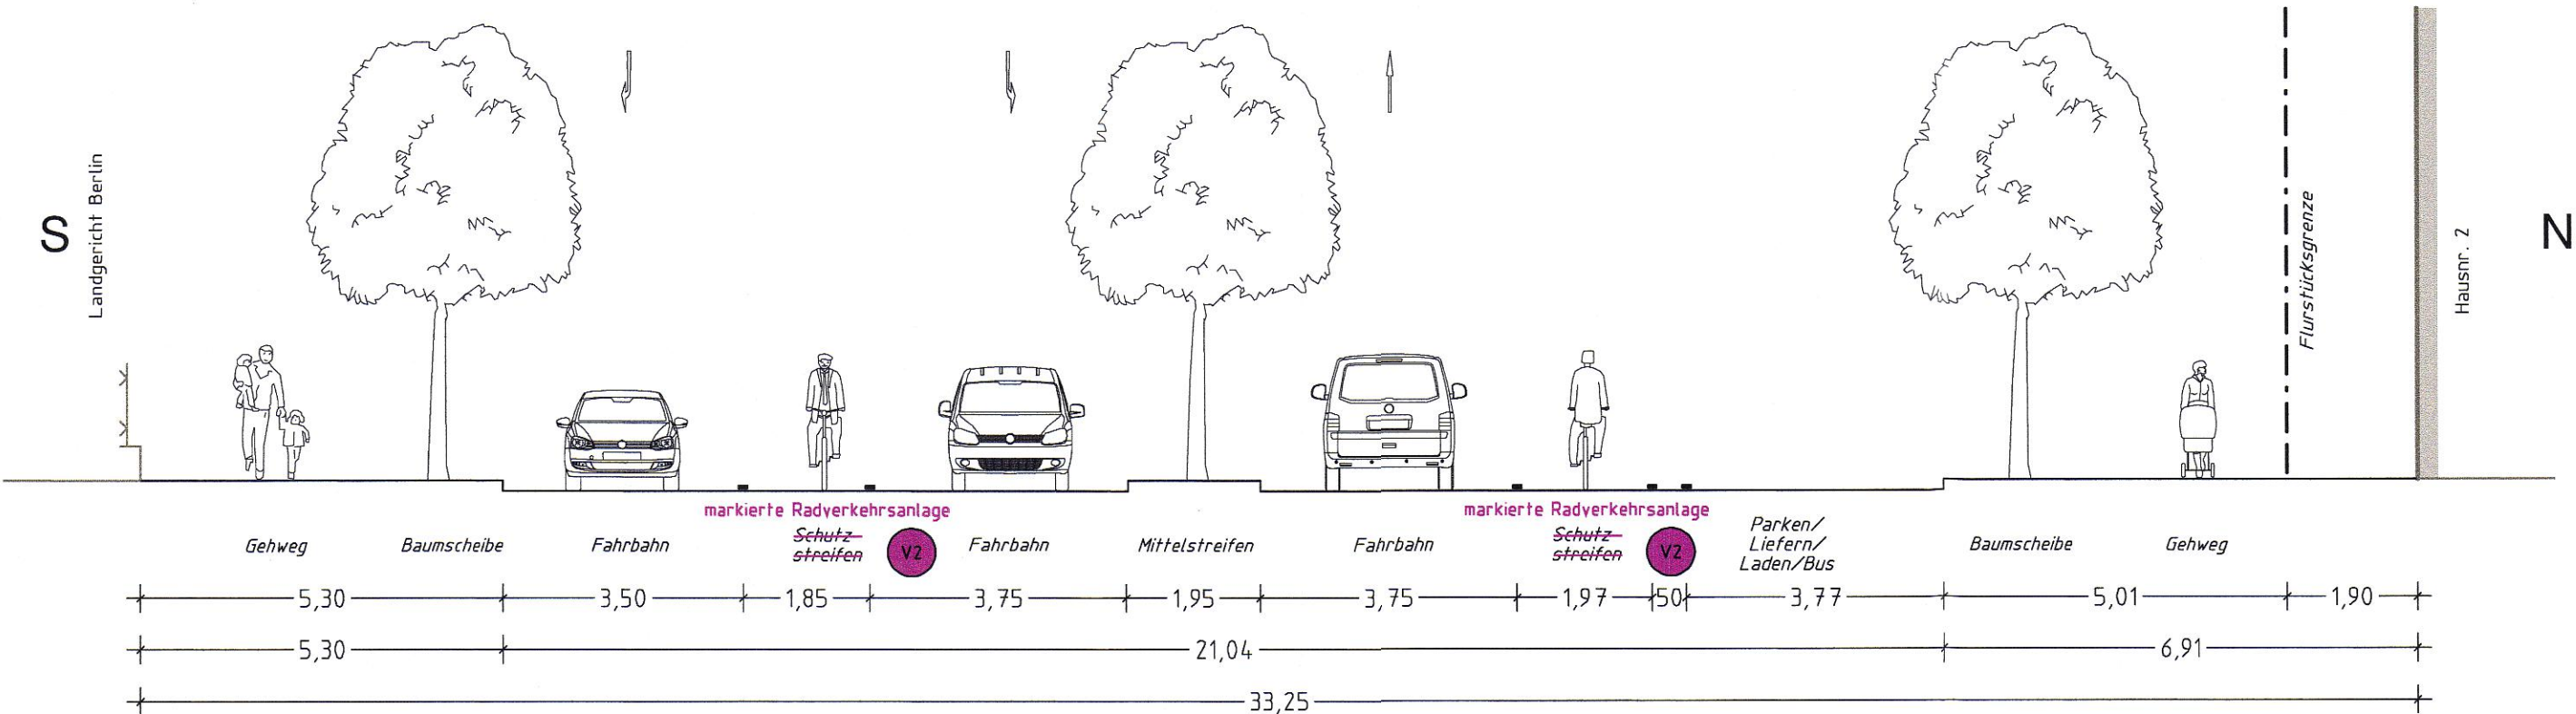 S
Landgericht Berlin
Flurstücksgrenze
Hausnr. 2
N
markierte Radverkehrsanlage
markierte Radverkehrsanlage
Gehweg
Baumscheibe
Fahrbahn
Schutz-
streifen
V2
Fahrbahn
Mittelstreifen
Fahrbahn
Schutz-
streifen
V2
Parken/
Liefern/
Laden/Bus
Baumscheibe
Gehweg
5,30 3,50 1,85 3,75 1,95 3,75 1,97 50 3,77 5,01 1,90
5,30 21,04 6,91
33,25